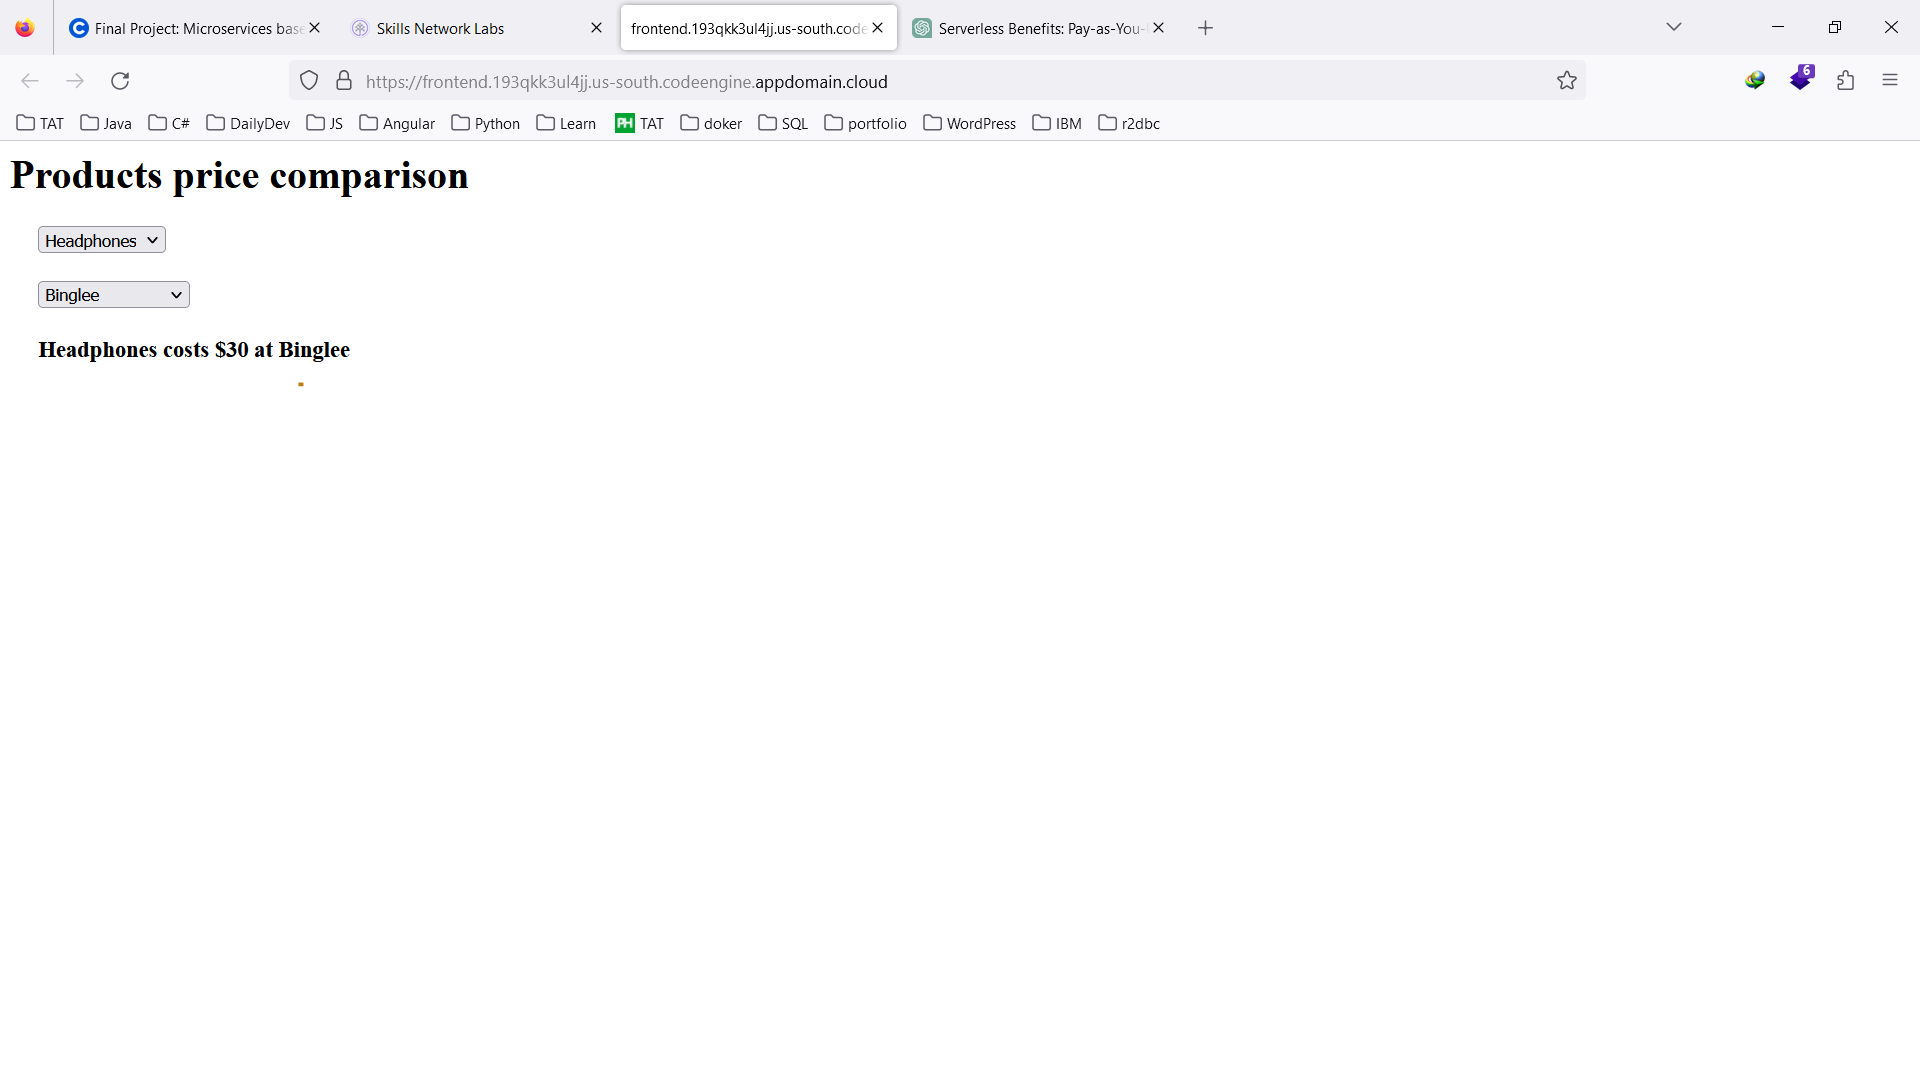 Final Project: Microservices base
Skills Network Labs
frontend.193qkk3ul4jj.us-south.code
Serverless Benefits: Pay-as-You-
https://frontend.193qkk3ul4jj.us-south.codeengine.appdomain.cloud
6
TAT Java C# DailyDev JS Angular Python Learn PH TAT doker SQL portfolio WordPress IBM r2dbc
Products price comparison
Headphones
Binglee
Headphones costs $30 at Binglee